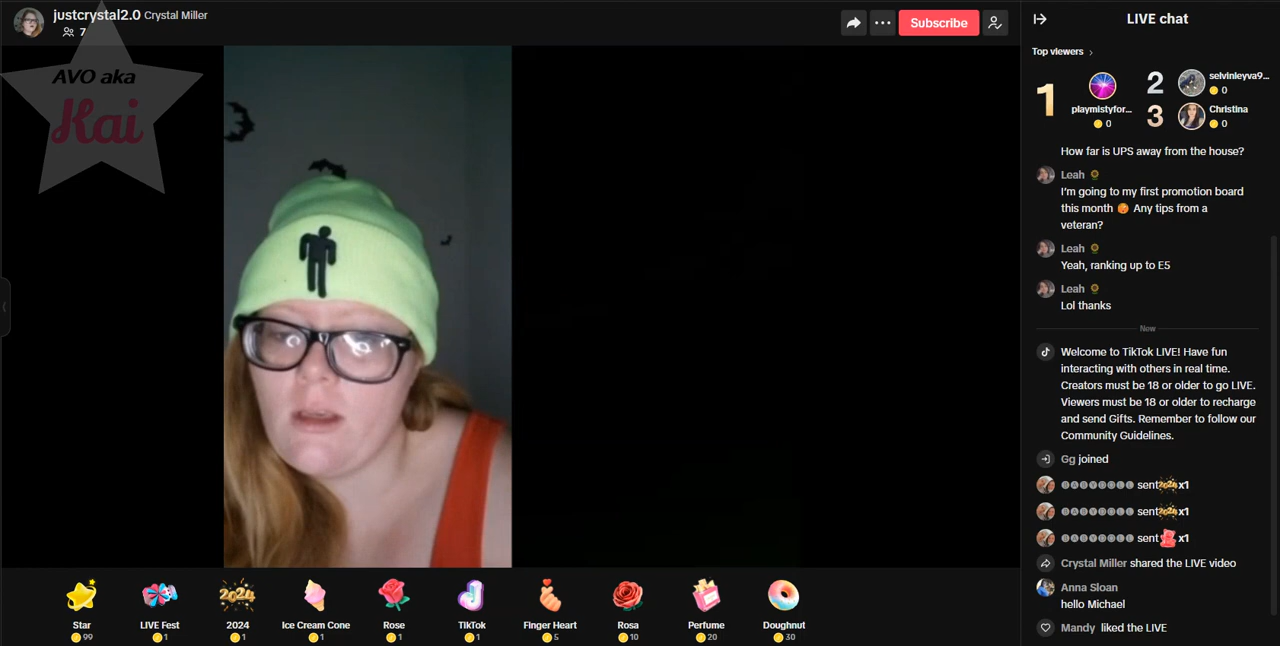 justcrystal2.0 Crystal Miller
7
Subscribe
AVO aka
Kai
LIVE chat
Top viewers
1
playmistyfor...
0
2
selvinleyva9...
0
3
Christina
0
How far is UPS away from the house?
Leah
I'm going to my first promotion board
this month Any tips from a
veteran?
Leah
Yeah, ranking up to E5
Leah
Lol thanks
New
Welcome to TikTok LIVE! Have fun
interacting with others in real time.
Creators must be 18 or older to go LIVE.
Viewers must be 18 or older to recharge
and send Gifts. Remember to follow our
Community Guidelines.
Gg joined
🅑🅐🅑🅨🅓🅞🅛🅛 sent 2024 x1
🅑🅐🅑🅨🅓🅞🅛🅛 sent 2024 x1
🅑🅐🅑🅨🅓🅞🅛🅛 sent x1
Crystal Miller shared the LIVE video
Anna Sloan
hello Michael
Mandy liked the LIVE
2024
Star
LIVE Fest
2024
Ice Cream Cone
Rose
TikTok
Finger Heart
Rosa
Perfume
Doughnut
99
1
1
1
1
1
5
10
20
30